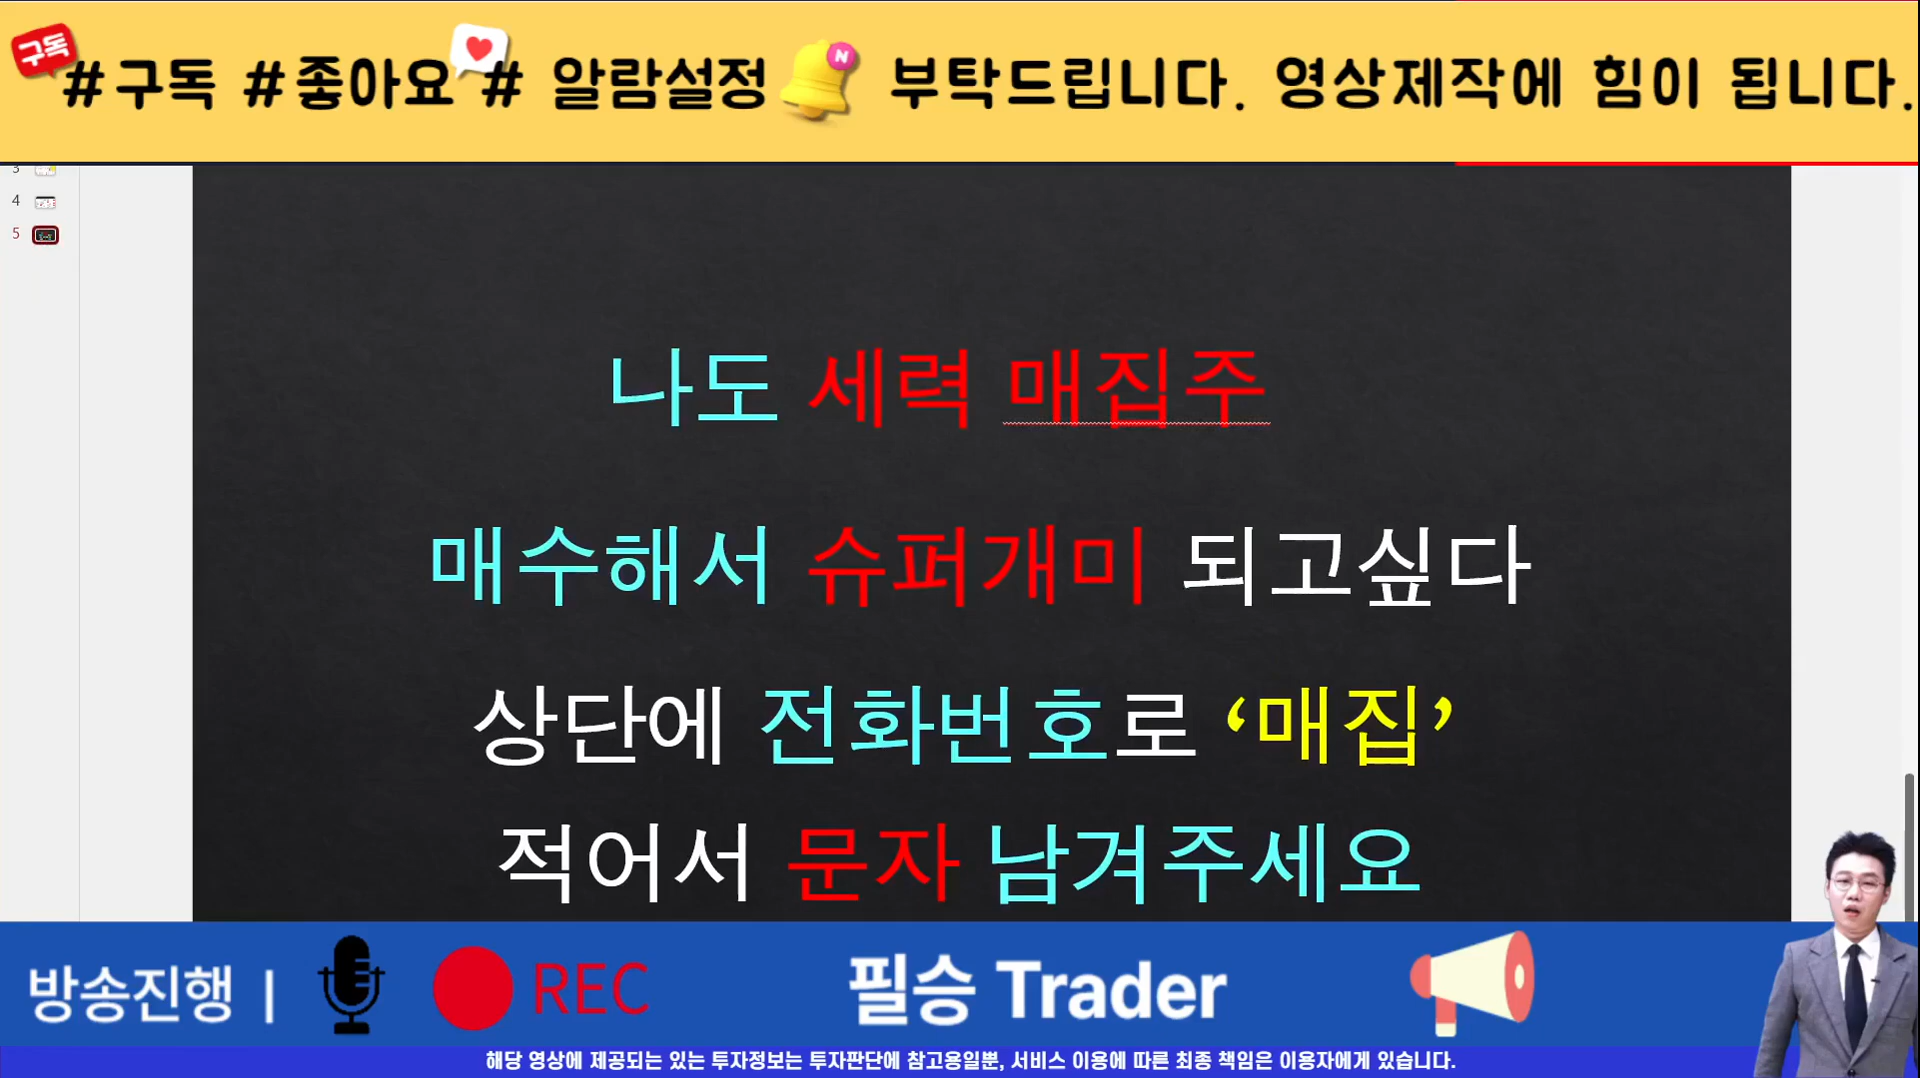 구독
#구독 #좋아요 # 알람설정 N 부탁드립니다. 영상제작에 힘이 됩니다.
3
4
5
나도 세력 매집주
매수해서 슈퍼개미 되고싶다
상단에 전화번호로 ‘매집’
적어서 문자 남겨주세요
방송진행 | REC 필승 Trader
해당 영상에 제공되는 있는 투자정보는 투자판단에 참고용일뿐, 서비스 이용에 따른 최종 책임은 이용자에게 있습니다.